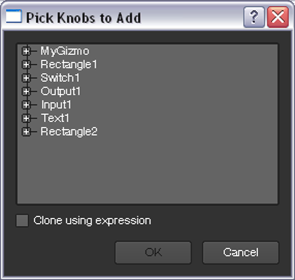 Pick Knobs to Add
MyGizmo
Rectangle1
Switch1
Output1
Input1
Text1
Rectangle2
Clone using expression
OK
Cancel